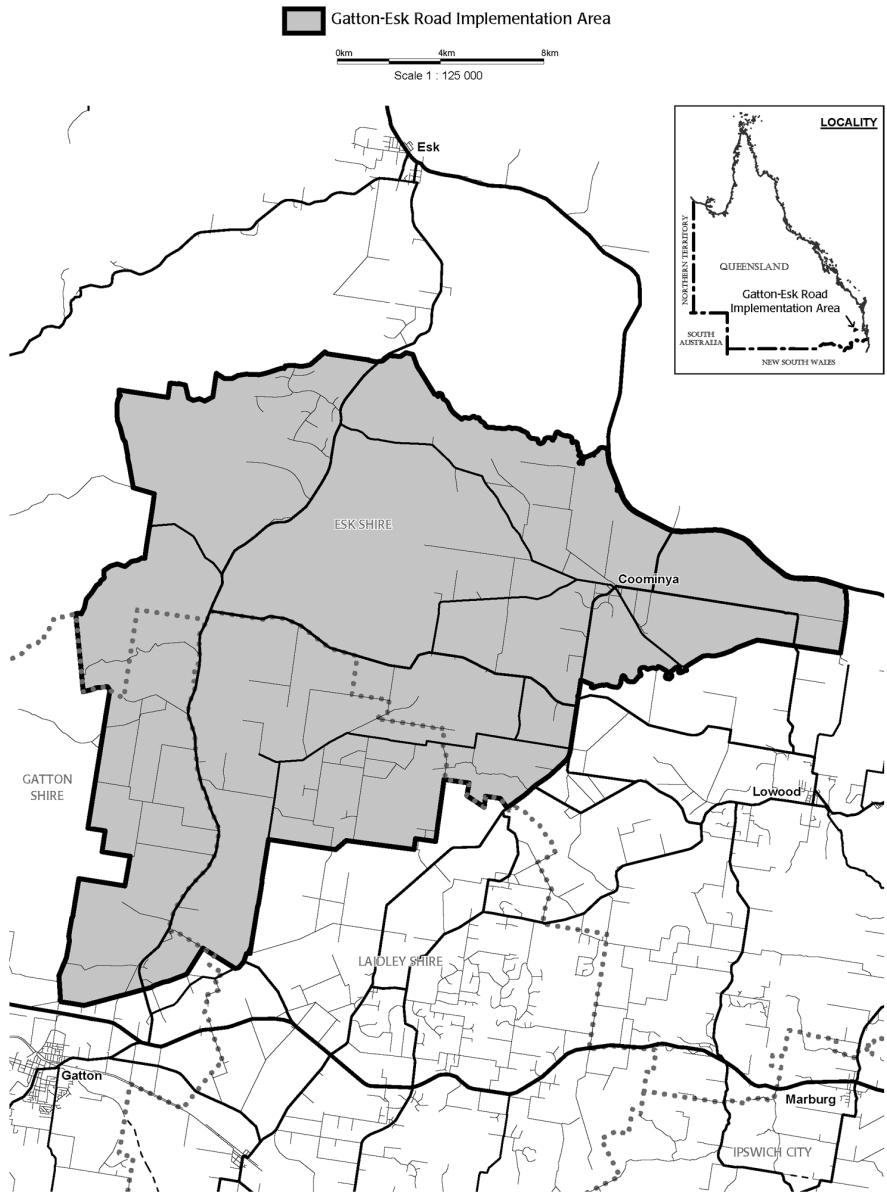 Gatton-Esk Road Implementation Area
0km 4km 8km
Scale 1 : 125 000
LOCALITY
NORTHERN TERRITORY
QUEENSLAND
Gatton-Esk Road
Implementation Area
SOUTH
AUSTRALIA
NEW SOUTH WALES
Esk
ESK SHIRE
Coominya
GATTON
SHIRE
Lowood
LAIDLEY SHIRE
Gatton
Marburg
IPSWICH CITY